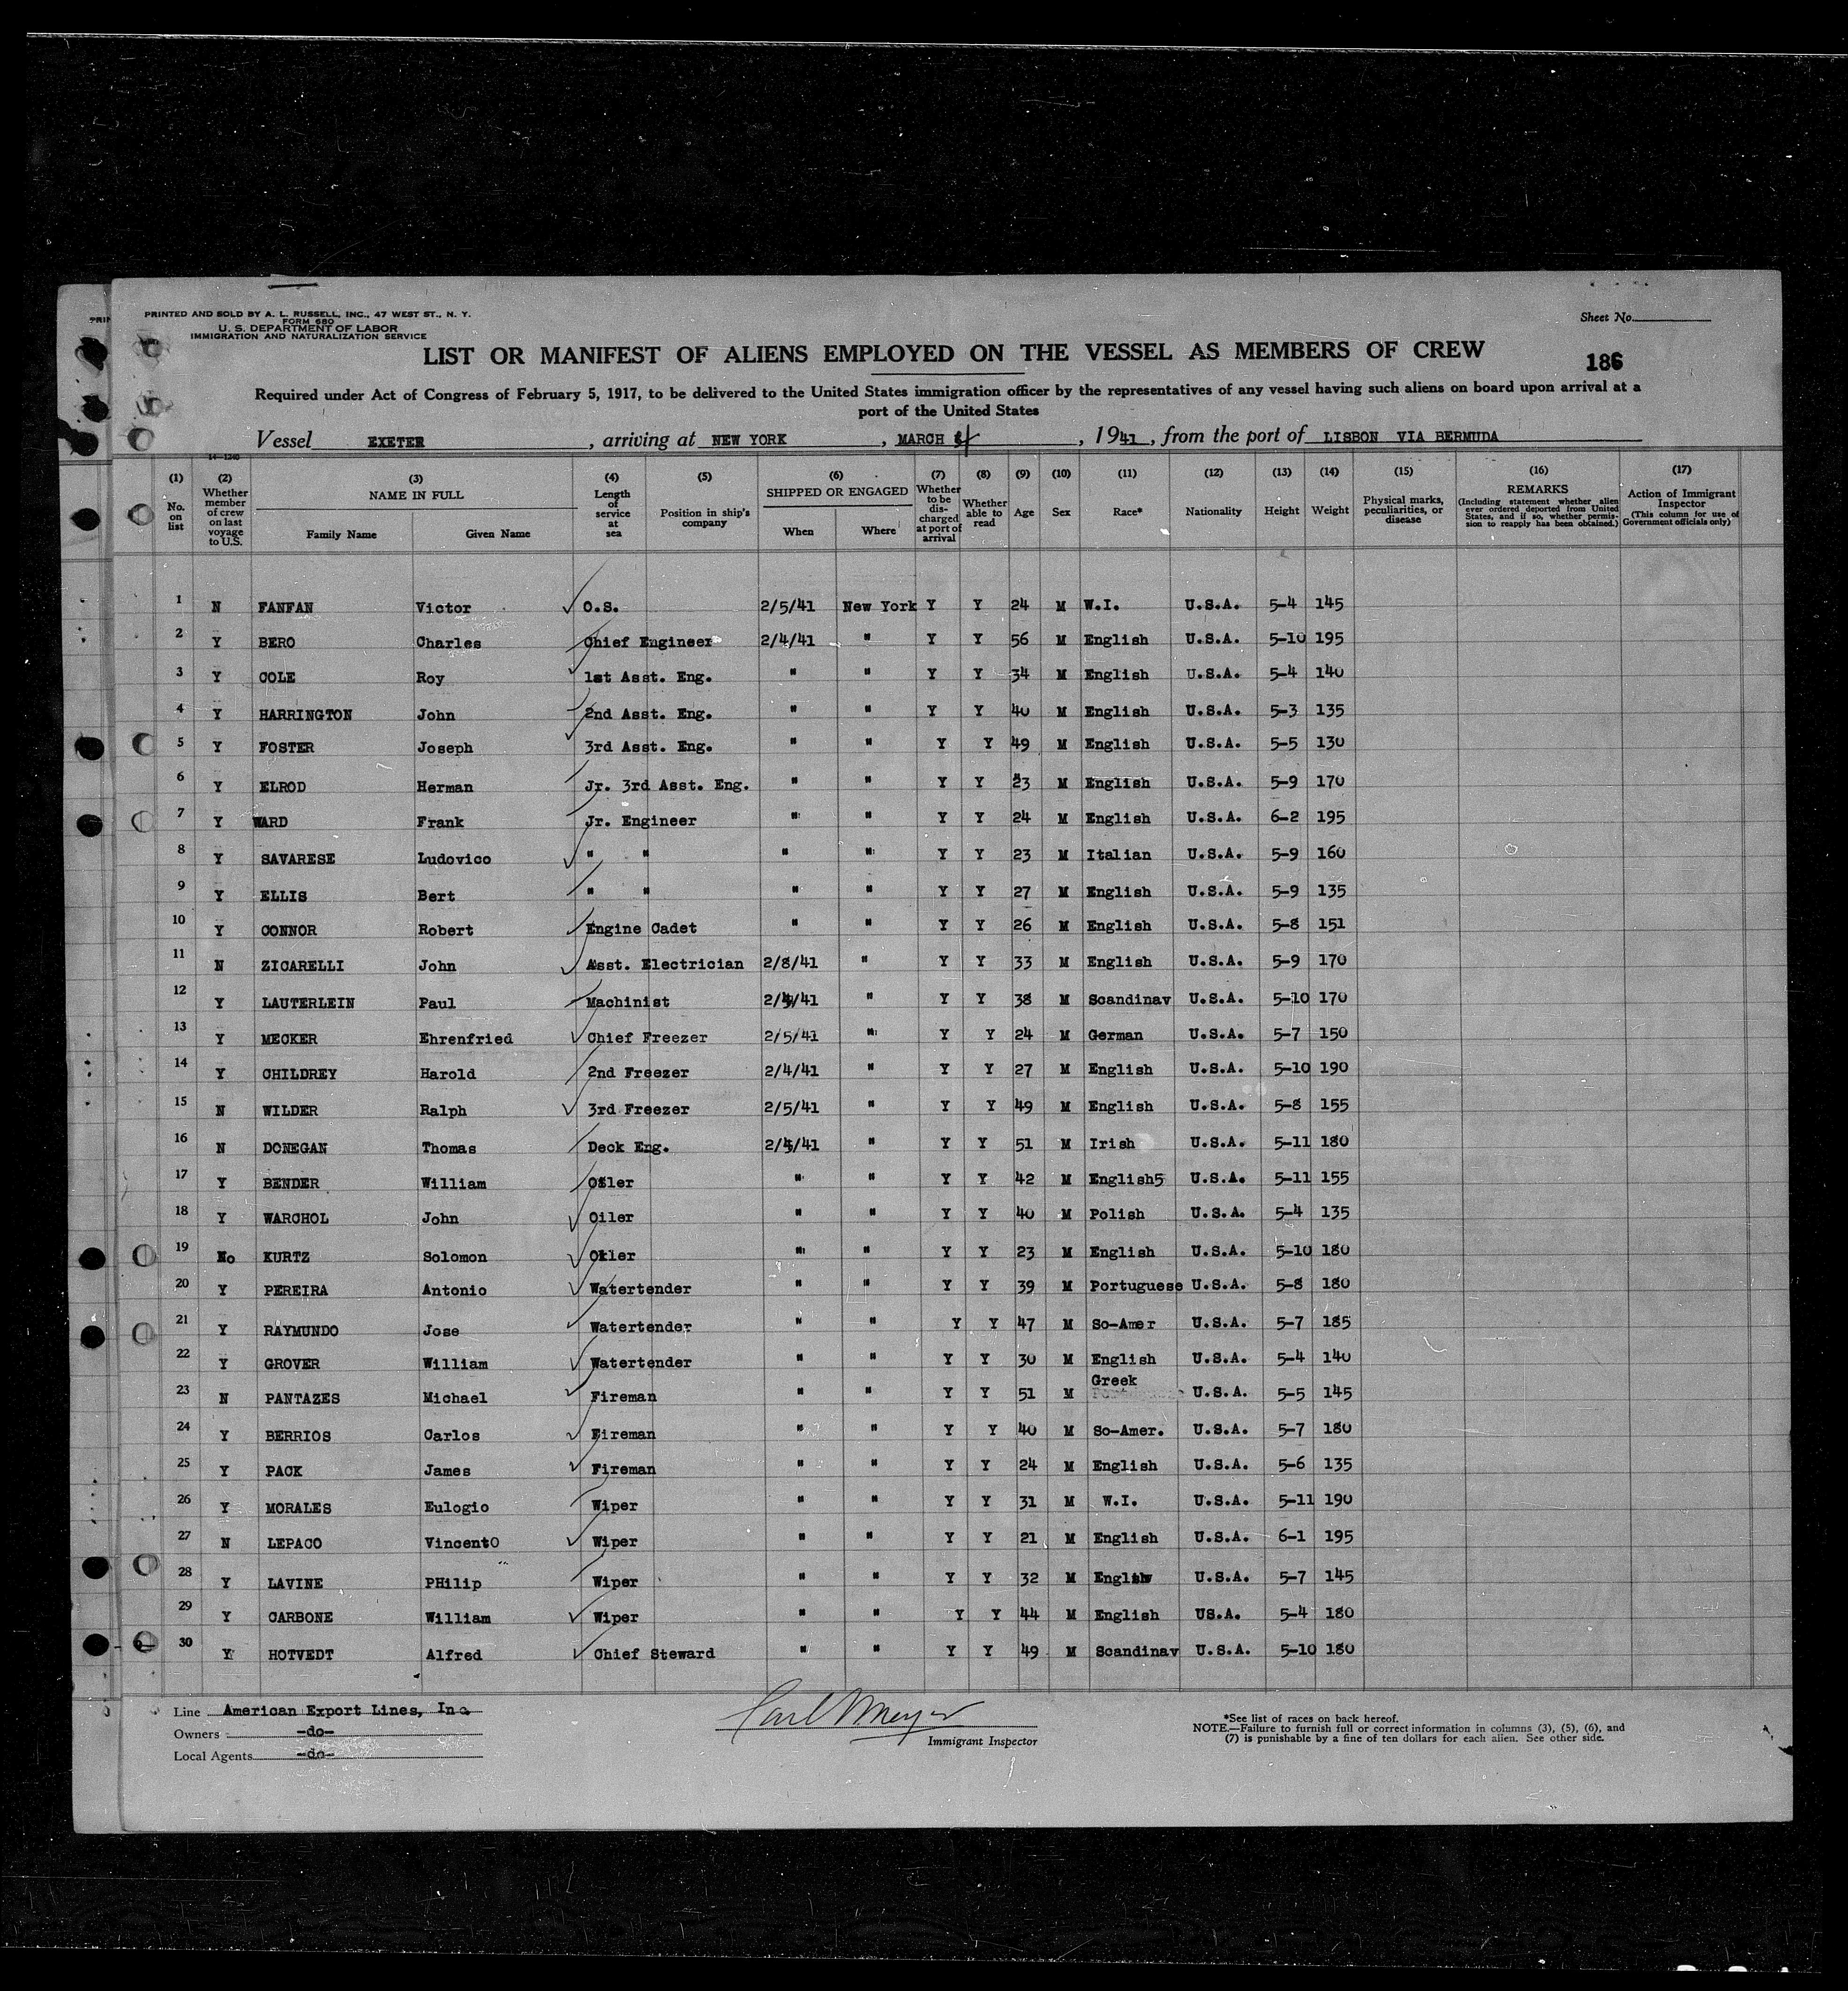 PRINTED AND SOLD BY A. L. RUSSELL, INC., 47 WEST ST., N. Y.
FORM 680
U. S. DEPARTMENT OF LABOR
IMMIGRATION AND NATURALIZATION SERVICE
Sheet No.
LIST OR MANIFEST OF ALIENS EMPLOYED ON THE VESSEL AS MEMBERS OF CREW
186
Required under Act of Congress of February 5, 1917, to be delivered to the United States immigration officer by the representatives of any vessel having such aliens on board upon arrival at a
port of the United States
Vessel EXETER , arriving at NEW YORK , MARCH 4 , 1941 , from the port of LISBON VIA BERMUDA
14—1240
(1) No. on list
(2) Whether member of crew on last voyage to U.S.
(3) NAME IN FULL Family Name Given Name
(4) Length of service at sea
(5) Position in ship's company
(6) SHIPPED OR ENGAGED When Where
(7) Whether to be discharged at port of arrival
(8) Whether able to read
(9) Age
(10) Sex
(11) Race*
(12) Nationality
(13) Height
(14) Weight
(15) Physical marks, peculiarities, or disease
(16) REMARKS (Including statement whether alien ever ordered deported from United States, and if so, whether permission to reapply has been obtained.)
(17) Action of Immigrant Inspector (This column for use of Government officials only)
1 N FANFAN Victor O.S. 2/5/41 New York Y Y 24 M W.I. U.S.A. 5-4 145
2 Y BERO Charles Chief Engineer 2/4/41 " Y Y 56 M English U.S.A. 5-10 195
3 Y COLE Roy 1st Asst. Eng. " " Y Y 34 M English U.S.A. 5-4 140
4 Y HARRINGTON John 2nd Asst. Eng. " " Y Y 40 M English U.S.A. 5-3 135
5 Y FOSTER Joseph 3rd Asst. Eng. " " Y Y 49 M English U.S.A. 5-5 130
6 Y ELROD Herman Jr. 3rd Asst. Eng. " " Y Y 23 M English U.S.A. 5-9 170
7 Y WARD Frank Jr. Engineer " " Y Y 24 M English U.S.A. 6-2 195
8 Y SAVARESE Ludovico " " " " Y Y 23 M Italian U.S.A. 5-9 160
9 Y ELLIS Bert " " " " Y Y 27 M English U.S.A. 5-9 135
10 Y CONNOR Robert Engine Cadet " " Y Y 26 M English U.S.A. 5-8 151
11 N ZICARELLI John Asst. Electrician 2/8/41 " Y Y 33 M English U.S.A. 5-9 170
12 Y LAUTERLEIN Paul Machinist 2/4/41 " Y Y 38 M Scandinav U.S.A. 5-10 170
13 Y MECKER Ehrenfried Chief Freezer 2/5/41 " Y Y 24 M German U.S.A. 5-7 150
14 Y CHILDREY Harold 2nd Freezer 2/4/41 " Y Y 27 M English U.S.A. 5-10 190
15 N WILDER Ralph 3rd Freezer 2/5/41 " Y Y 49 M English U.S.A. 5-8 155
16 N DONEGAN Thomas Deck Eng. " Y Y 51 M Irish U.S.A. 5-11 180
17 Y BENDER William Oiler " " Y Y 42 M English5 U.S.A. 5-11 155
18 Y WARCHOL John Oiler " " Y Y 40 M Polish U.S.A. 5-4 135
19 No KURTZ Solomon Oiler " " Y Y 23 M English U.S.A. 5-10 180
20 Y PEREIRA Antonio Watertender " " Y Y 39 M Portuguese U.S.A. 5-8 180
21 Y RAYMUNDO Jose Watertender " " Y Y 47 M So-Amer U.S.A. 5-7 185
22 Y GROVER William Watertender " " Y Y 30 M English U.S.A. 5-4 140
23 N PANTAZES Michael Fireman " " Y Y 51 M Greek U.S.A. 5-5 145
24 Y BERRIOS Carlos Fireman " " Y Y 40 M So-Amer. U.S.A. 5-7 180
25 Y PACK James Fireman " " Y Y 24 M English U.S.A. 5-6 135
26 Y MORALES Eulogio Wiper " " Y Y 31 M W.I. U.S.A. 5-11 190
27 N LEPACO VincentO Wiper " " Y Y 21 M English U.S.A. 6-1 195
28 Y LAVINE PHilip Wiper " " Y Y 32 M English U.S.A. 5-7 145
29 Y CARBONE William Wiper " " Y Y 44 M English US.A. 5-4 180
30 Y HOTVEDT Alfred Chief Steward " " Y Y 49 M Scandinav U.S.A. 5-10 180
Line American Export Lines, Inc.
Owners -do-
Local Agents -do-
Carl Meyer
Immigrant Inspector
*See list of races on back hereof.
NOTE.—Failure to furnish full or correct information in columns (3), (5), (6), and
(7) is punishable by a fine of ten dollars for each alien. See other side.